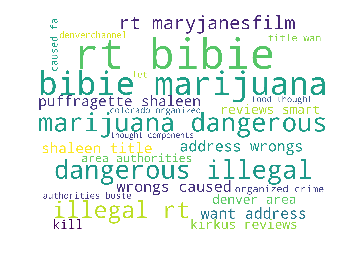 rt maryjanesfilm
denverchannel
title wan
caused fa
rt bibie
let
bibie marijuana
puffragette shaleen
food thought
colorado organized
reviews smart
marijuana dangerous
thought components
shaleen title
address wrongs
area authorities
dangerous illegal
wrongs caused
organized crime
authorities buste
denver area
illegal rt
want address
kill
kirkus reviews